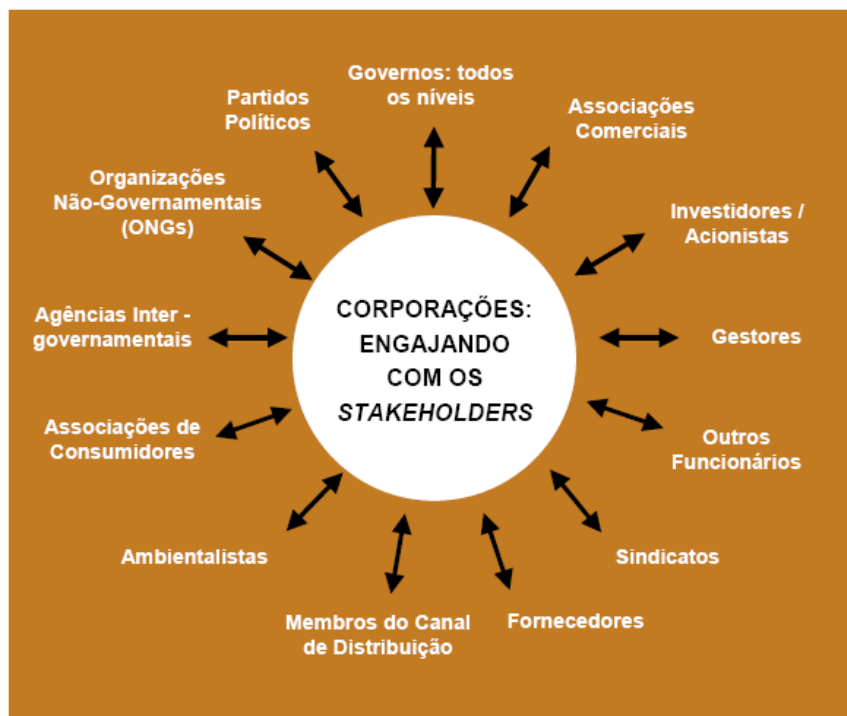 Governos: todos
os níveis
Partidos
Políticos
Associações
Comerciais
Organizações
Não-Governamentais
(ONGs)
Investidores /
Acionistas
Agências Inter -
governamentais
CORPORAÇÕES:
ENGAJANDO
COM OS
STAKEHOLDERS
Gestores
Associações de
Consumidores
Outros
Funcionários
Ambientalistas
Sindicatos
Membros do Canal
de Distribuição
Fornecedores